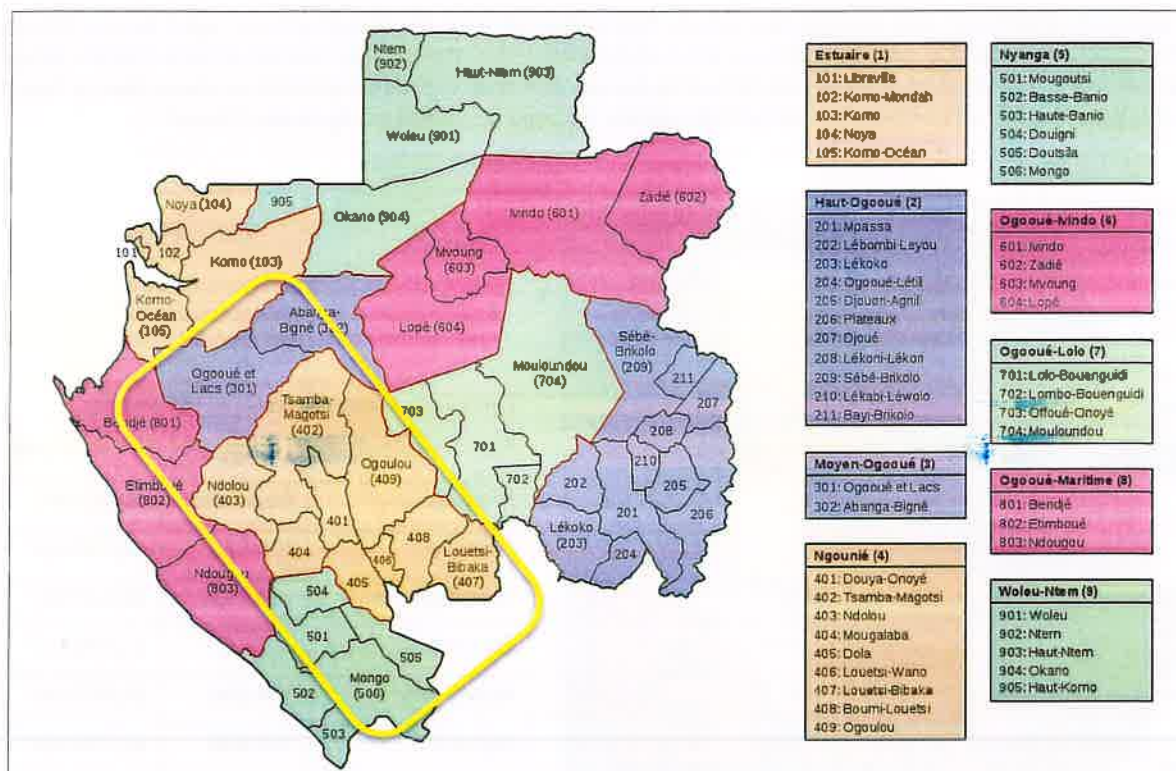 Ntem
(902)
Haut-Ntem (903)
Woleu (901)
Noya (104)
905
Okano (904)
Ivindo (601)
Zadié (602)
101
102
Komo (103)
Mvoung
(603)
Komo-
Océan
(105)
Abanga-
Bigné (302)
Lopé (604)
Sébé-
Brikolo
(209)
Ogooué et
Lacs (301)
Mouloundou
(704)
211
207
Tsamba-
Magotsi
(402)
703
Bendjé (801)
701
208
Ogoulou
(409)
210
Etimboué
(802)
Ndolou
(403)
702
202
205
401
201
206
408
Lékoko
(203)
404
406
Louetsi-
Bibaka
(407)
204
Ndougou
(803)
405
504
501
505
Mongo
(506)
502
503
Estuaire (1)
101: Libreville
102: Komo-Mondah
103: Komo
104: Noya
105: Komo-Océan
Haut-Ogooué (2)
201: Mpassa
202: Lébombi-Leyou
203: Lékoko
204: Ogooué-Létili
205: Djouori-Agnili
206: Plateaux
207: Djoué
208: Lékoni-Lékori
209: Sébé-Brikolo
210: Lékabi-Léwolo
211: Bayi-Brikolo
Moyen-Ogooué (3)
301: Ogooué et Lacs
302: Abanga-Bigné
Ngounié (4)
401: Douya-Onoyé
402: Tsamba-Magotsi
403: Ndolou
404: Mougalaba
405: Dola
406: Louetsi-Wano
407: Louetsi-Bibaka
408: Boumi-Louetsi
409: Ogoulou
Nyanga (5)
501: Mougoutsi
502: Basse-Banio
503: Haute-Banio
504: Douigni
505: Doutsila
506: Mongo
Ogooué-Ivindo (6)
601: Ivindo
602: Zadié
603: Mvoung
604: Lopé
Ogooué-Lolo (7)
701: Lolo-Bouenguidi
702: Lombo-Bouenguidi
703: Offoué-Onoyé
704: Mouloundou
Ogooué-Maritime (8)
801: Bendjé
802: Etimboué
803: Ndougou
Woleu-Ntem (9)
901: Woleu
902: Ntem
903: Haut-Ntem
904: Okano
905: Haut-Komo